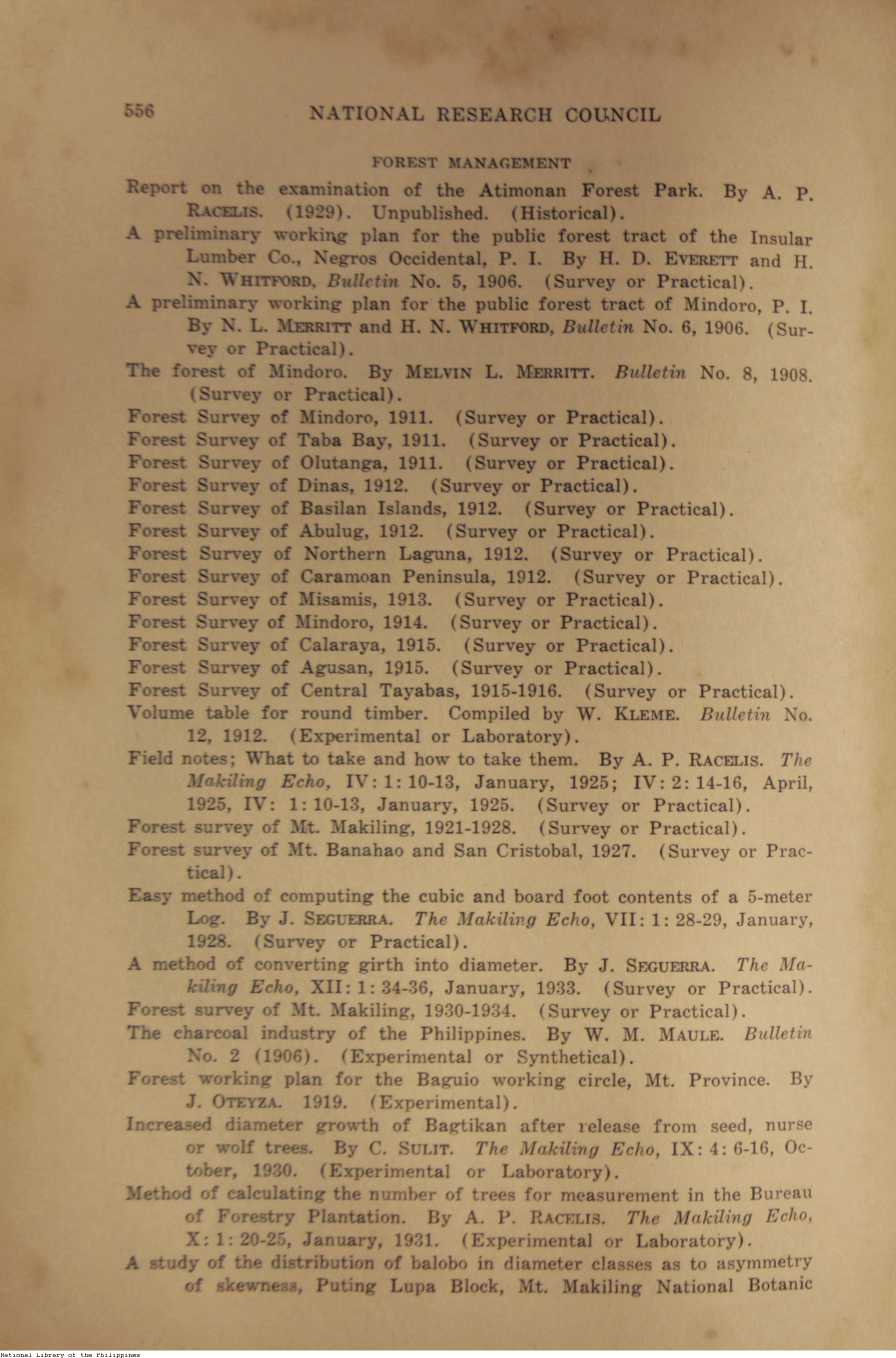 556 NATIONAL RESEARCH COUNCIL
FOREST MANAGEMENT
Report on the examination of the Atimonan Forest Park. By A. P.
RACELIS. (1929). Unpublished. (Historical).
A preliminary working plan for the public forest tract of the Insular
Lumber Co., Negros Occidental, P. I. By H. D. EVERETT and H.
N. WHITFORD, Bulletin No. 5, 1906. (Survey or Practical).
A preliminary working plan for the public forest tract of Mindoro, P. I.
By N. L. MERRITT and H. N. WHITFORD, Bulletin No. 6, 1906. (Sur-
vey or Practical).
The forest of Mindoro. By MELVIN L. MERRITT. Bulletin No. 8, 1908.
(Survey or Practical).
Forest Survey of Mindoro, 1911. (Survey or Practical).
Forest Survey of Taba Bay, 1911. (Survey or Practical).
Forest Survey of Olutanga, 1911. (Survey or Practical).
Forest Survey of Dinas, 1912. (Survey or Practical).
Forest Survey of Basilan Islands, 1912. (Survey or Practical).
Forest Survey of Abulug, 1912. (Survey or Practical).
Forest Survey of Northern Laguna, 1912. (Survey or Practical).
Forest Survey of Caramoan Peninsula, 1912. (Survey or Practical).
Forest Survey of Misamis, 1913. (Survey or Practical).
Forest Survey of Mindoro, 1914. (Survey or Practical).
Forest Survey of Calaraya, 1915. (Survey or Practical).
Forest Survey of Agusan, 1915. (Survey or Practical).
Forest Survey of Central Tayabas, 1915-1916. (Survey or Practical).
Volume table for round timber. Compiled by W. KLEME. Bulletin No.
12, 1912. (Experimental or Laboratory).
Field notes; What to take and how to take them. By A. P. RACELIS. The
Makiling Echo, IV: 1: 10-13, January, 1925; IV: 2: 14-16, April,
1925, IV: 1: 10-13, January, 1925. (Survey or Practical).
Forest survey of Mt. Makiling, 1921-1928. (Survey or Practical).
Forest survey of Mt. Banahao and San Cristobal, 1927. (Survey or Prac-
tical).
Easy method of computing the cubic and board foot contents of a 5-meter
Log. By J. SEGUERRA. The Makiling Echo, VII: 1: 28-29, January,
1928. (Survey or Practical).
A method of converting girth into diameter. By J. SEGUERRA. The Ma-
kiling Echo, XII: 1: 34-36, January, 1933. (Survey or Practical).
Forest survey of Mt. Makiling, 1930-1934. (Survey or Practical).
The charcoal industry of the Philippines. By W. M. MAULE. Bulletin
No. 2 (1906). (Experimental or Synthetical).
Forest working plan for the Baguio working circle, Mt. Province. By
J. OTEYZA. 1919. (Experimental).
Increased diameter growth of Bagtikan after release from seed, nurse
or wolf trees. By C. SULIT. The Makiling Echo, IX: 4: 6-16, Oc-
tober, 1930. (Experimental or Laboratory).
Method of calculating the number of trees for measurement in the Bureau
of Forestry Plantation. By A. P. RACELIS. The Makiling Echo,
X: 1: 20-25, January, 1931. (Experimental or Laboratory).
A study of the distribution of balobo in diameter classes as to asymmetry
of skewness, Puting Lupa Block, Mt. Makiling National Botanic
National Library of the Philippines